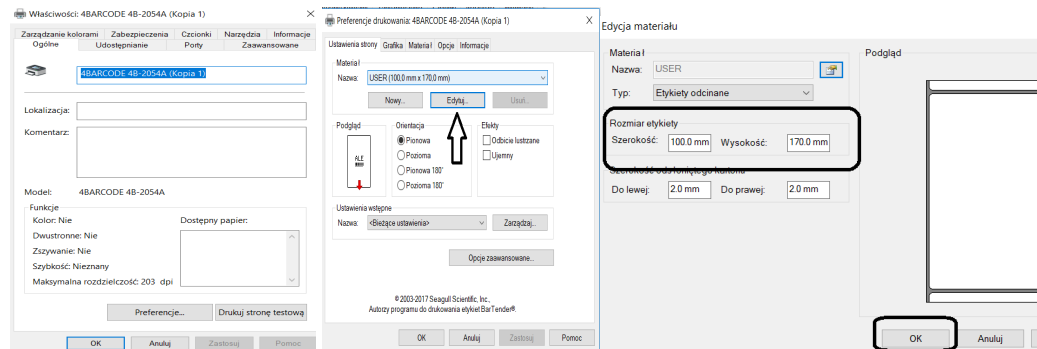 Właściwości: 4BARCODE 4B-2054A (Kopia 1)
Zarządzanie kolorami Zabezpieczenia Czcionki Narzędzia Informacje
Ogólne Udostępnianie Porty Zaawansowane
4BARCODE 4B-2054A (Kopia 1)
Lokalizacja:
Komentarz:
Model: 4BARCODE 4B-2054A
Funkcje
Kolor: Nie Dostępny papier:
Dwustronne: Nie
Zszywanie: Nie
Szybkość: Nieznany
Maksymalna rozdzielczość: 203 dpi
Preferencje... Drukuj stronę testową
OK Anuluj Zastosuj Pomoc
Preferencje drukowania: 4BARCODE 4B-2054A (Kopia 1)
Ustawienia strony Grafika Materiał Opcje Informacje
Materiał
Nazwa: USER (100,0 mm x 170,0 mm)
Nowy... Edytuj... Usuń...
Podgląd Orientacja Efekty
Pionowa Odbicie lustrzane
Pozioma Ujemny
Pionowa 180°
Pozioma 180°
ALE
Ustawienia wstępne
Nazwa: <Bieżące ustawienia> Zarządzaj...
Opcje zaawansowane...
© 2003-2017 Seagull Scientific, Inc.,
Autorzy programu do drukowania etykiet BarTender®.
OK Anuluj Zastosuj Pomoc
Edycja materiału
Materiał Podgląd
Nazwa: USER
Typ: Etykiety odcinane
Rozmiar etykiety
Szerokość: 100.0 mm Wysokość: 170.0 mm
Szerokość odsłoniętego kartonu
Do lewej: 2.0 mm Do prawej: 2.0 mm
OK Anuluj